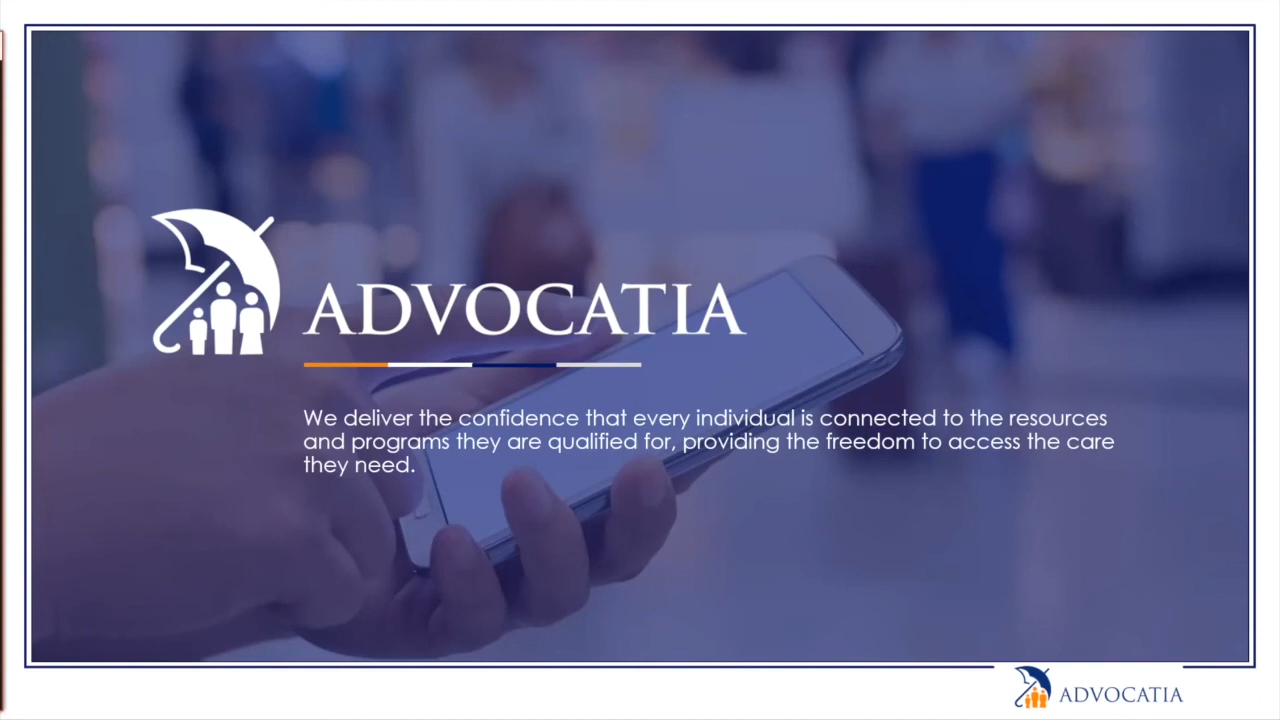 ADVOCATIA
We deliver the confidence that every individual is connected to the resources
and programs they are qualified for, providing the freedom to access the care
they need.
ADVOCATIA